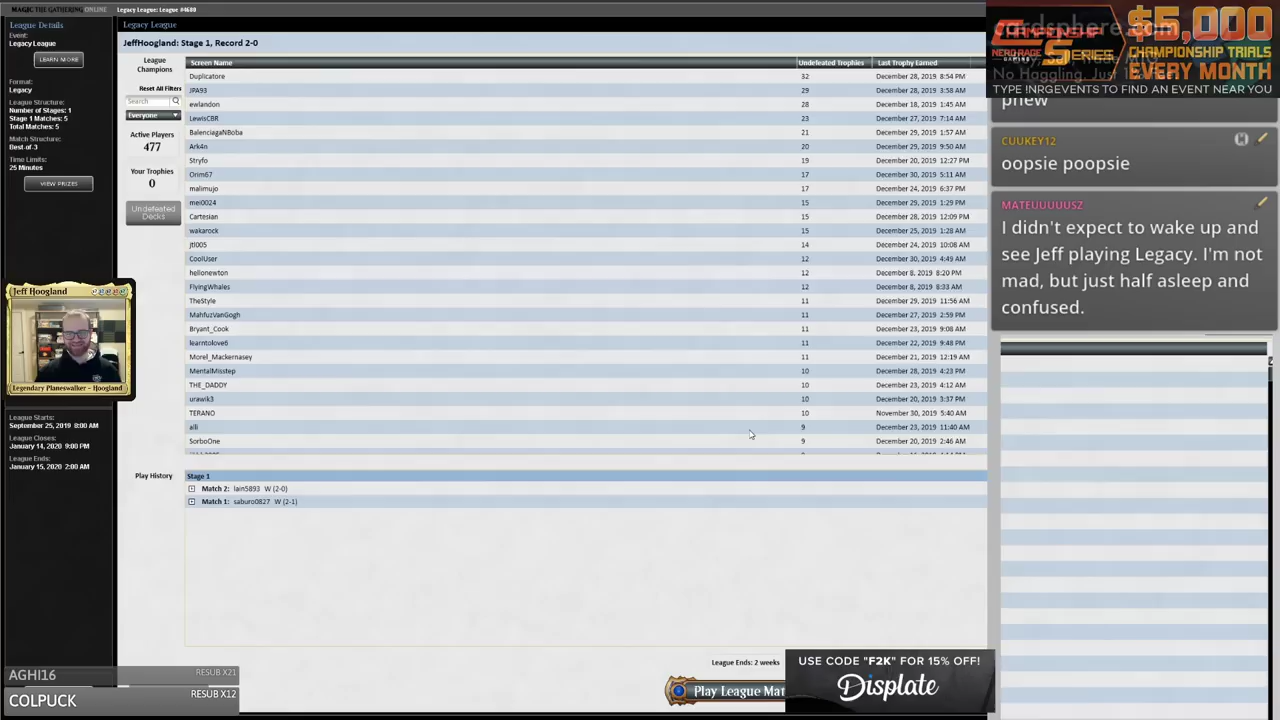 MAGIC THE GATHERING ONLINE
Legacy League: League #4680
League Details
Event:
Legacy League
LEARN MORE
Format:
Legacy
League Structure:
Number of Stages: 1
Stage 1 Matches: 5
Total Matches: 5
Match Structure:
Best-of-3
Time Limits:
25 Minutes
VIEW PRIZES
Jeff Hoogland
Legendary Planeswalker - Hoogland
League Starts:
September 25, 2019 8:00 AM
League Closes:
January 14, 2020 9:00 PM
League Ends:
January 15, 2020 2:00 AM
Legacy League
JeffHoogland: Stage 1, Record 2-0
League Champions
Reset All Filters
Search
Everyone
Active Players
477
Your Trophies
0
Undefeated Decks
Screen Name Undefeated Trophies Last Trophy Earned
Duplicatore 32 December 28, 2019 8:54 PM
JPA93 29 December 28, 2019 3:58 AM
ewlandon 28 December 18, 2019 1:45 AM
LewisCBR 23 December 27, 2019 7:14 AM
BalenciagaNBoba 21 December 29, 2019 1:57 AM
Ark4n 20 December 29, 2019 9:50 AM
Stryfo 19 December 20, 2019 12:27 PM
Orim67 17 December 30, 2019 5:11 AM
malimujo 17 December 24, 2019 6:37 PM
mei0024 15 December 29, 2019 1:29 PM
Cartesian 15 December 28, 2019 12:09 PM
wakarock 15 December 25, 2019 1:28 AM
jtl005 14 December 24, 2019 10:08 AM
CoolUser 12 December 30, 2019 4:49 AM
hellonewton 12 December 8, 2019 8:20 PM
FlyingWhales 12 December 8, 2019 8:33 AM
TheStyle 11 December 29, 2019 11:56 AM
MahfuzVanGogh 11 December 27, 2019 2:59 PM
Bryant_Cook 11 December 23, 2019 9:08 AM
learntolove6 11 December 22, 2019 9:48 PM
Morel_Mackernasey 11 December 21, 2019 12:19 AM
MentalMisstep 10 December 28, 2019 4:23 PM
THE_DADDY 10 December 23, 2019 4:12 AM
urawik3 10 December 20, 2019 3:37 PM
TERANO 10 November 30, 2019 5:40 AM
alli 9 December 23, 2019 11:40 AM
SorboOne 9 December 20, 2019 2:46 AM
Play History
Stage 1
Match 2: lain5893 W (2-0)
Match 1: saburo0827 W (2-1)
League Ends: 2 weeks
Play League Mat
AGHI16 RESUB X21
COLPUCK RESUB X12
USE CODE "F2K" FOR 15% OFF!
Displate
cardsphere.com
CHAMPIONSHIP
NERD RAGE GAMING
SERIES
$5,000
CHAMPIONSHIP TRIALS
EVERY MONTH
TYPE !NRGEVENTS TO FIND AN EVENT NEAR YOU
phew
CUUKEY12
oopsie poopsie
MATEUUUUUSZ
I didn't expect to wake up and
see Jeff playing Legacy. I'm not
mad, but just half asleep and
confused.